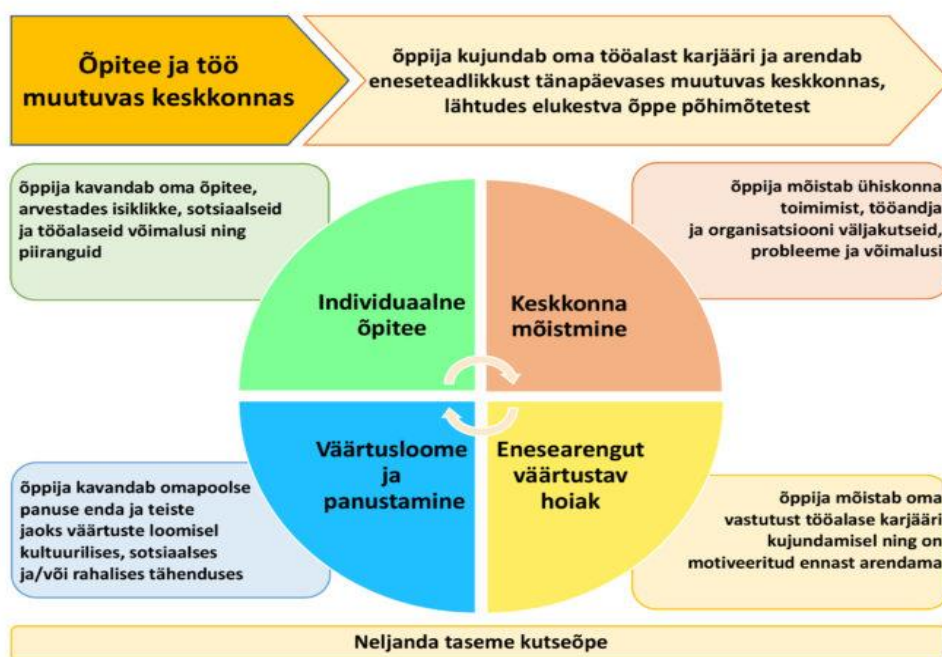 Õpitee ja töö
muutuvas keskkonnas
õppija kujundab oma tööalast karjääri ja arendab
eneseteadlikkust tänapäevases muutuvas keskkonnas,
lähtudes elukestva õppe põhimõtetest
õppija kavandab oma õpitee,
arvestades isiklikke, sotsiaalseid
ja tööalaseid võimalusi ning
piiranguid
õppija mõistab ühiskonna
toimimist, tööandja
ja organisatsiooni väljakutseid,
probleeme ja võimalusi
Individuaalne
õpitee
Keskkonna
mõistmine
Väärtusloome
ja
panustamine
Enesearengut
väärtustav
hoiak
õppija kavandab omapoolse
panuse enda ja teiste
jaoks väärtuste loomisel
kultuurilises, sotsiaalses
ja/või rahalises tähenduses
õppija mõistab oma
vastutust tööalase karjääri
kujundamisel ning on
motiveeritud ennast arendama
Neljanda taseme kutseõpe